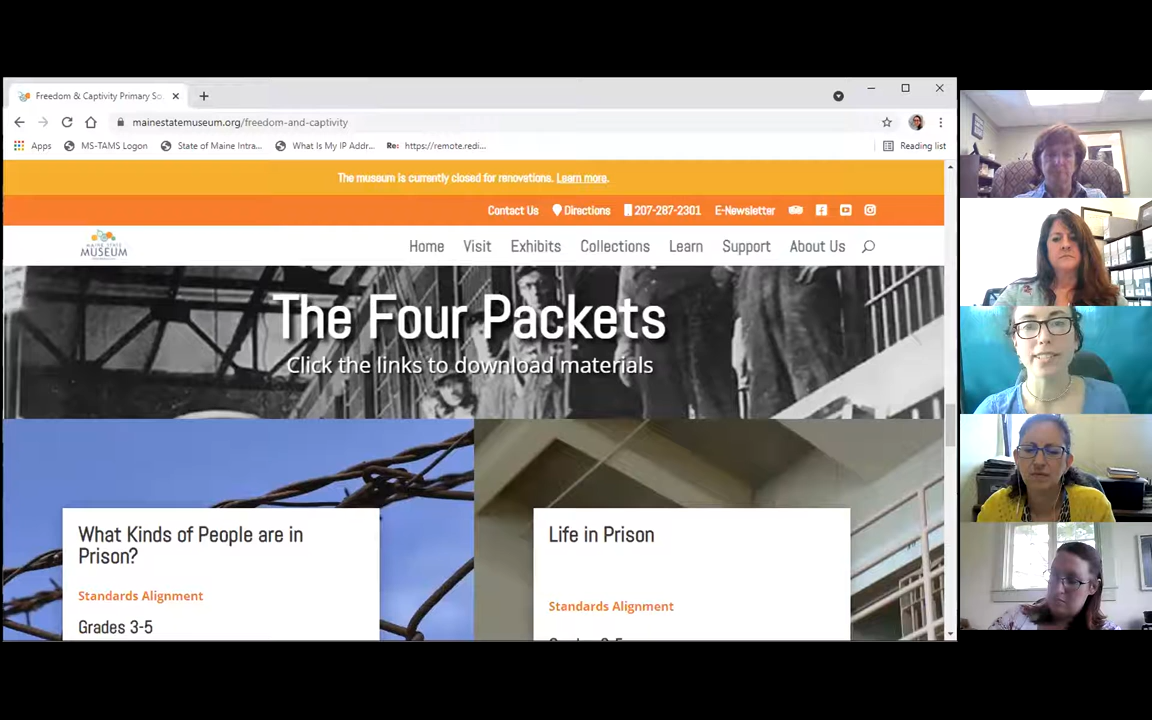 Freedom & Captivity Primary So
mainestatemuseum.org/freedom-and-captivity
Apps MS-TAMS Logon State of Maine Intra... What Is My IP Addr... Re: https://remote.redi... Reading list
The museum is currently closed for renovations. Learn more.
Contact Us Directions 207-287-2301 E-Newsletter
MAINE STATE
MUSEUM
Home Visit Exhibits Collections Learn Support About Us
The Four Packets
Click the links to download materials
What Kinds of People are in
Prison?
Standards Alignment
Grades 3-5
Life in Prison
Standards Alignment